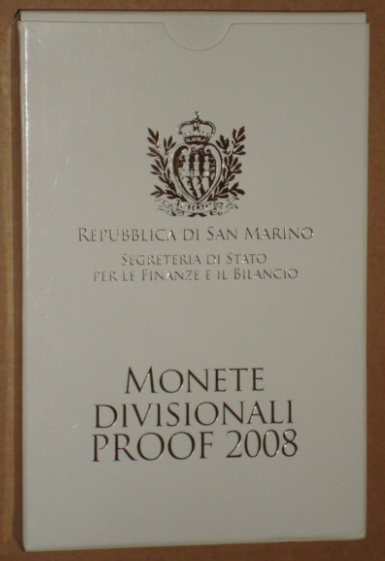 REPUBBLICA DI SAN MARINO
SEGRETERIA DI STATO
PER LE FINANZE E IL BILANCIO
MONETE
DIVISIONALI
PROOF 2008